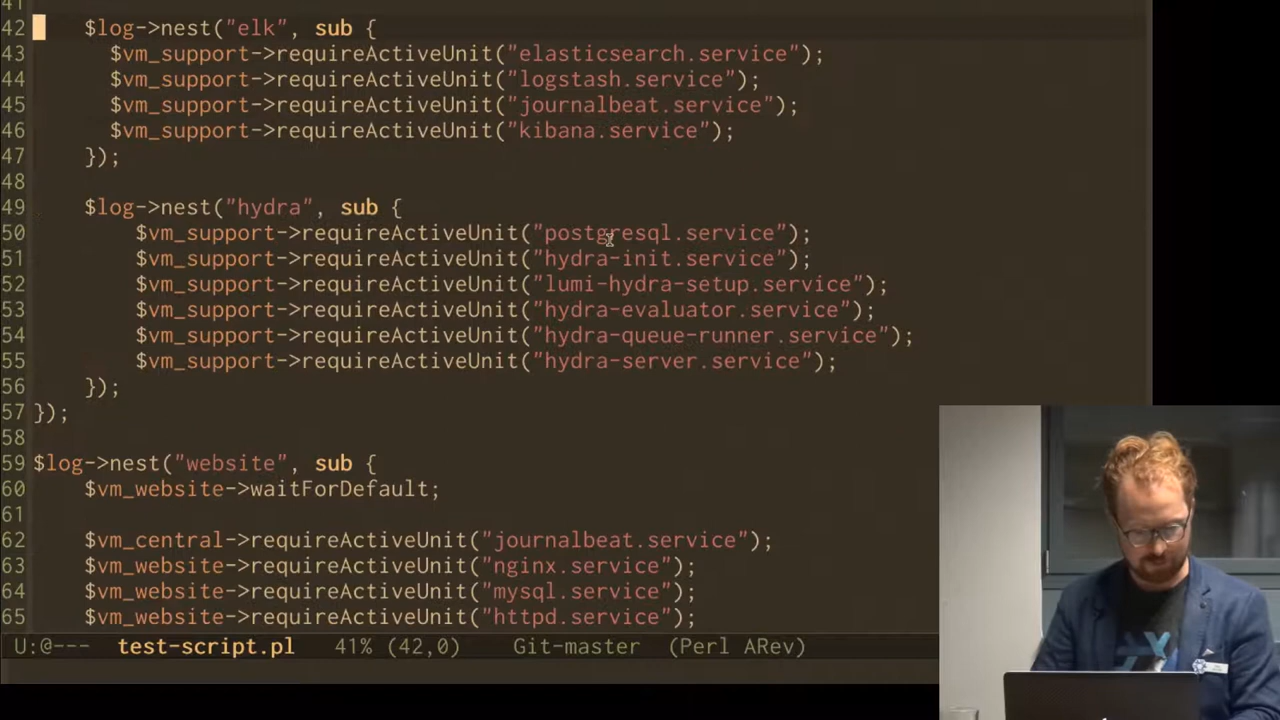 41
42     $log->nest("elk", sub {
43       $vm_support->requireActiveUnit("elasticsearch.service");
44       $vm_support->requireActiveUnit("logstash.service");
45       $vm_support->requireActiveUnit("journalbeat.service");
46       $vm_support->requireActiveUnit("kibana.service");
47     });
48
49     $log->nest("hydra", sub {
50         $vm_support->requireActiveUnit("postgresql.service");
51         $vm_support->requireActiveUnit("hydra-init.service");
52         $vm_support->requireActiveUnit("lumi-hydra-setup.service");
53         $vm_support->requireActiveUnit("hydra-evaluator.service");
54         $vm_support->requireActiveUnit("hydra-queue-runner.service");
55         $vm_support->requireActiveUnit("hydra-server.service");
56     });
57 });
58
59 $log->nest("website", sub {
60     $vm_website->waitForDefault;
61
62     $vm_central->requireActiveUnit("journalbeat.service");
63     $vm_website->requireActiveUnit("nginx.service");
64     $vm_website->requireActiveUnit("mysql.service");
65     $vm_website->requireActiveUnit("httpd.service");
U:@--- test-script.pl 41% (42,0) Git-master (Perl ARev)